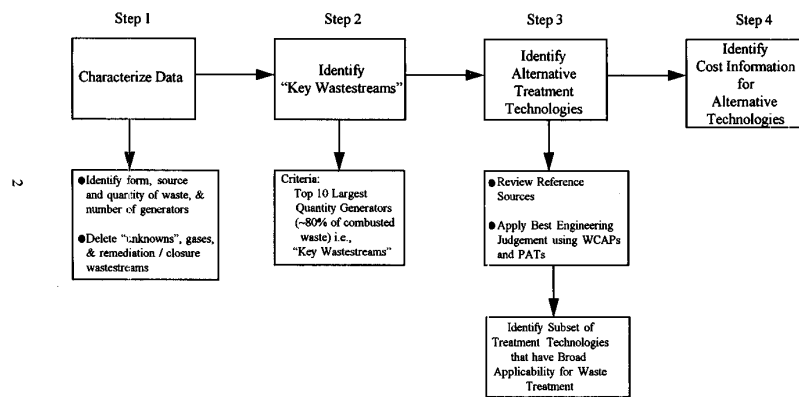 Step 1
Step 2
Step 3
Step 4
Characterize Data
Identify
"Key Wastestreams"
Identify
Alternative
Treatment
Technologies
Identify
Cost Information
for
Alternative
Technologies
●Identify form, source
and quantity of waste, &
number of generators
●Delete "unknowns", gases,
& remediation / closure
wastestreams
Criteria:
Top 10 Largest
Quantity Generators
(~80% of combusted
waste) i.e.,
"Key Wastestreams"
●Review Reference
Sources
●Apply Best Engineering
Judgement using WCAPs
and PATs
Identify Subset of
Treatment Technologies
that have Broad
Applicability for Waste
Treatment
2